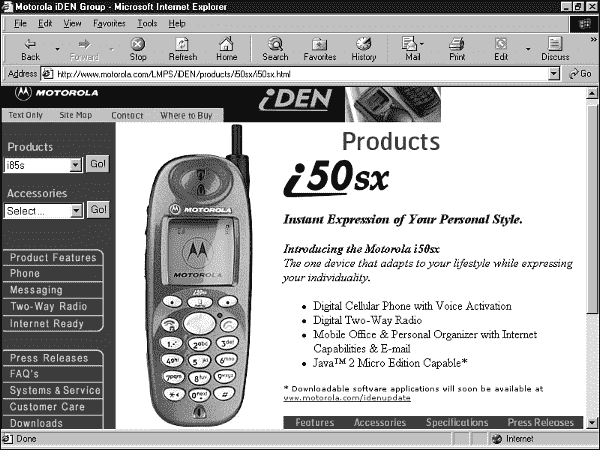 Motorola iDEN Group - Microsoft Internet Explorer
File Edit View Favorites Tools Help
Back Forward Stop Refresh Home Search Favorites History Mail Print Edit Discuss
Address http://www.motorola.com/LMPS/iDEN/products/i50sx/i50sx.html Go
MOTOROLA
iDEN
Text Only Site Map Contact Where to Buy
Products
i85s Go!
Accessories
Select... Go!
Product Features
Phone
Messaging
Two-Way Radio
Internet Ready
Press Releases
FAQ's
Systems & Service
Customer Care
Downloads
MOTOROLA
MOTOROLA
Products
i50sx
Instant Expression of Your Personal Style.
Introducing the Motorola i50sx
The one device that adapts to your lifestyle while expressing
your individuality.
• Digital Cellular Phone with Voice Activation
• Digital Two-Way Radio
• Mobile Office & Personal Organizer with Internet
Capabilities & E-mail
• Java™ 2 Micro Edition Capable*
* Downloadable software applications will soon be available at
www.motorola.com/idenupdate
Features Accessories Specifications Press Releases
Done Internet